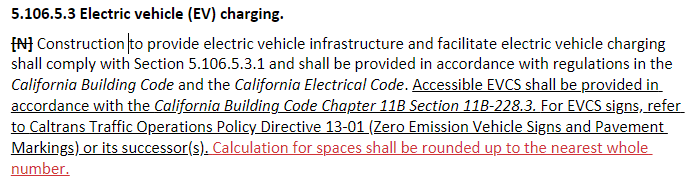 5.106.5.3 Electric vehicle (EV) charging.
[N] Construction to provide electric vehicle infrastructure and facilitate electric vehicle charging
shall comply with Section 5.106.5.3.1 and shall be provided in accordance with regulations in the
California Building Code and the California Electrical Code. Accessible EVCS shall be provided in
accordance with the California Building Code Chapter 11B Section 11B-228.3. For EVCS signs, refer
to Caltrans Traffic Operations Policy Directive 13-01 (Zero Emission Vehicle Signs and Pavement
Markings) or its successor(s). Calculation for spaces shall be rounded up to the nearest whole
number.